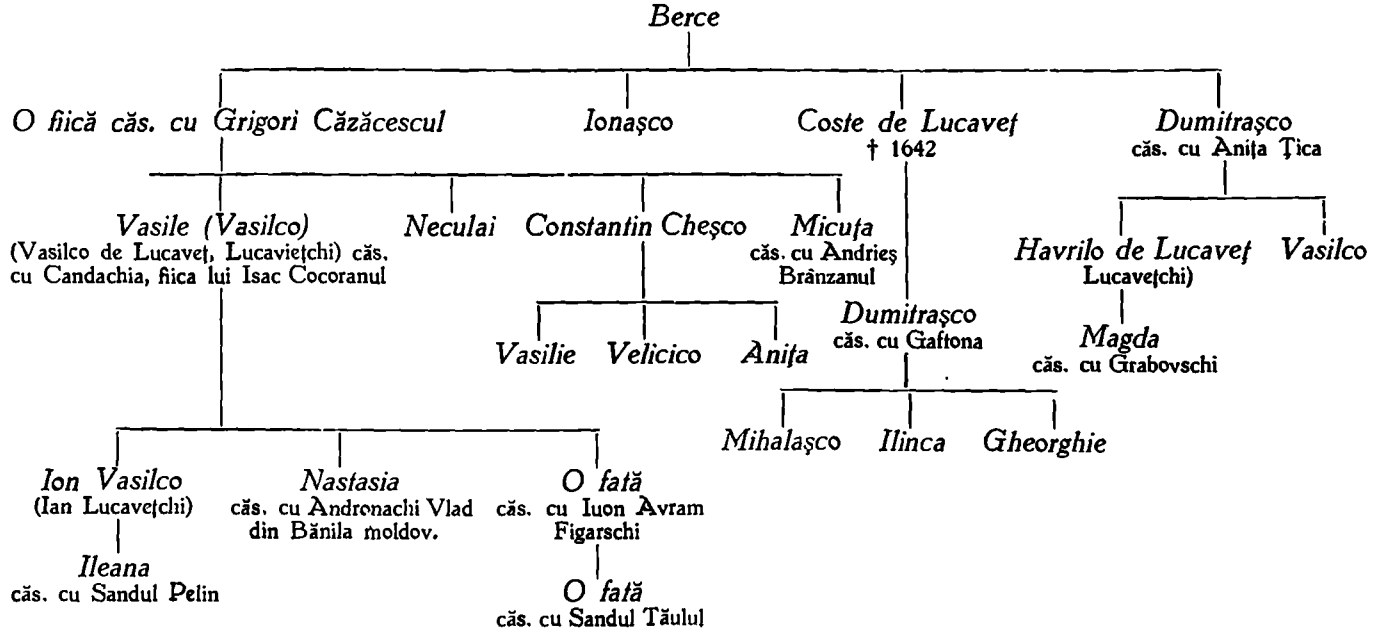 Berce
O fiică căs. cu Grigori Căzăcescul
Ionașco
Coste de Lucaveț
† 1642
Dumitrașco
căs. cu Anița Țica
Vasile (Vasilco)
(Vasilco de Lucaveț, Lucaviețchi) căs.
cu Candachia, fiica lui Isac Cocoranul
Neculai
Constantin Cheșco
Micuța
căs. cu Andrieș
Brânzanul
Havrilo de Lucaveț
Lucavețchi)
Vasilco
Vasilie
Velicico
Anița
Dumitrașco
căs. cu Gaftona
Magda
căs. cu Grabovschi
Mihalașco
Ilinca
Gheorghie
Ion Vasilco
(Ian Lucavețchi)
Nastasia
căs. cu Andronachi Vlad
din Bănila moldov.
O fată
căs. cu Iuon Avram
Figarschi
Ileana
căs. cu Sandul Pelin
O fată
căs. cu Sandul Tăulul